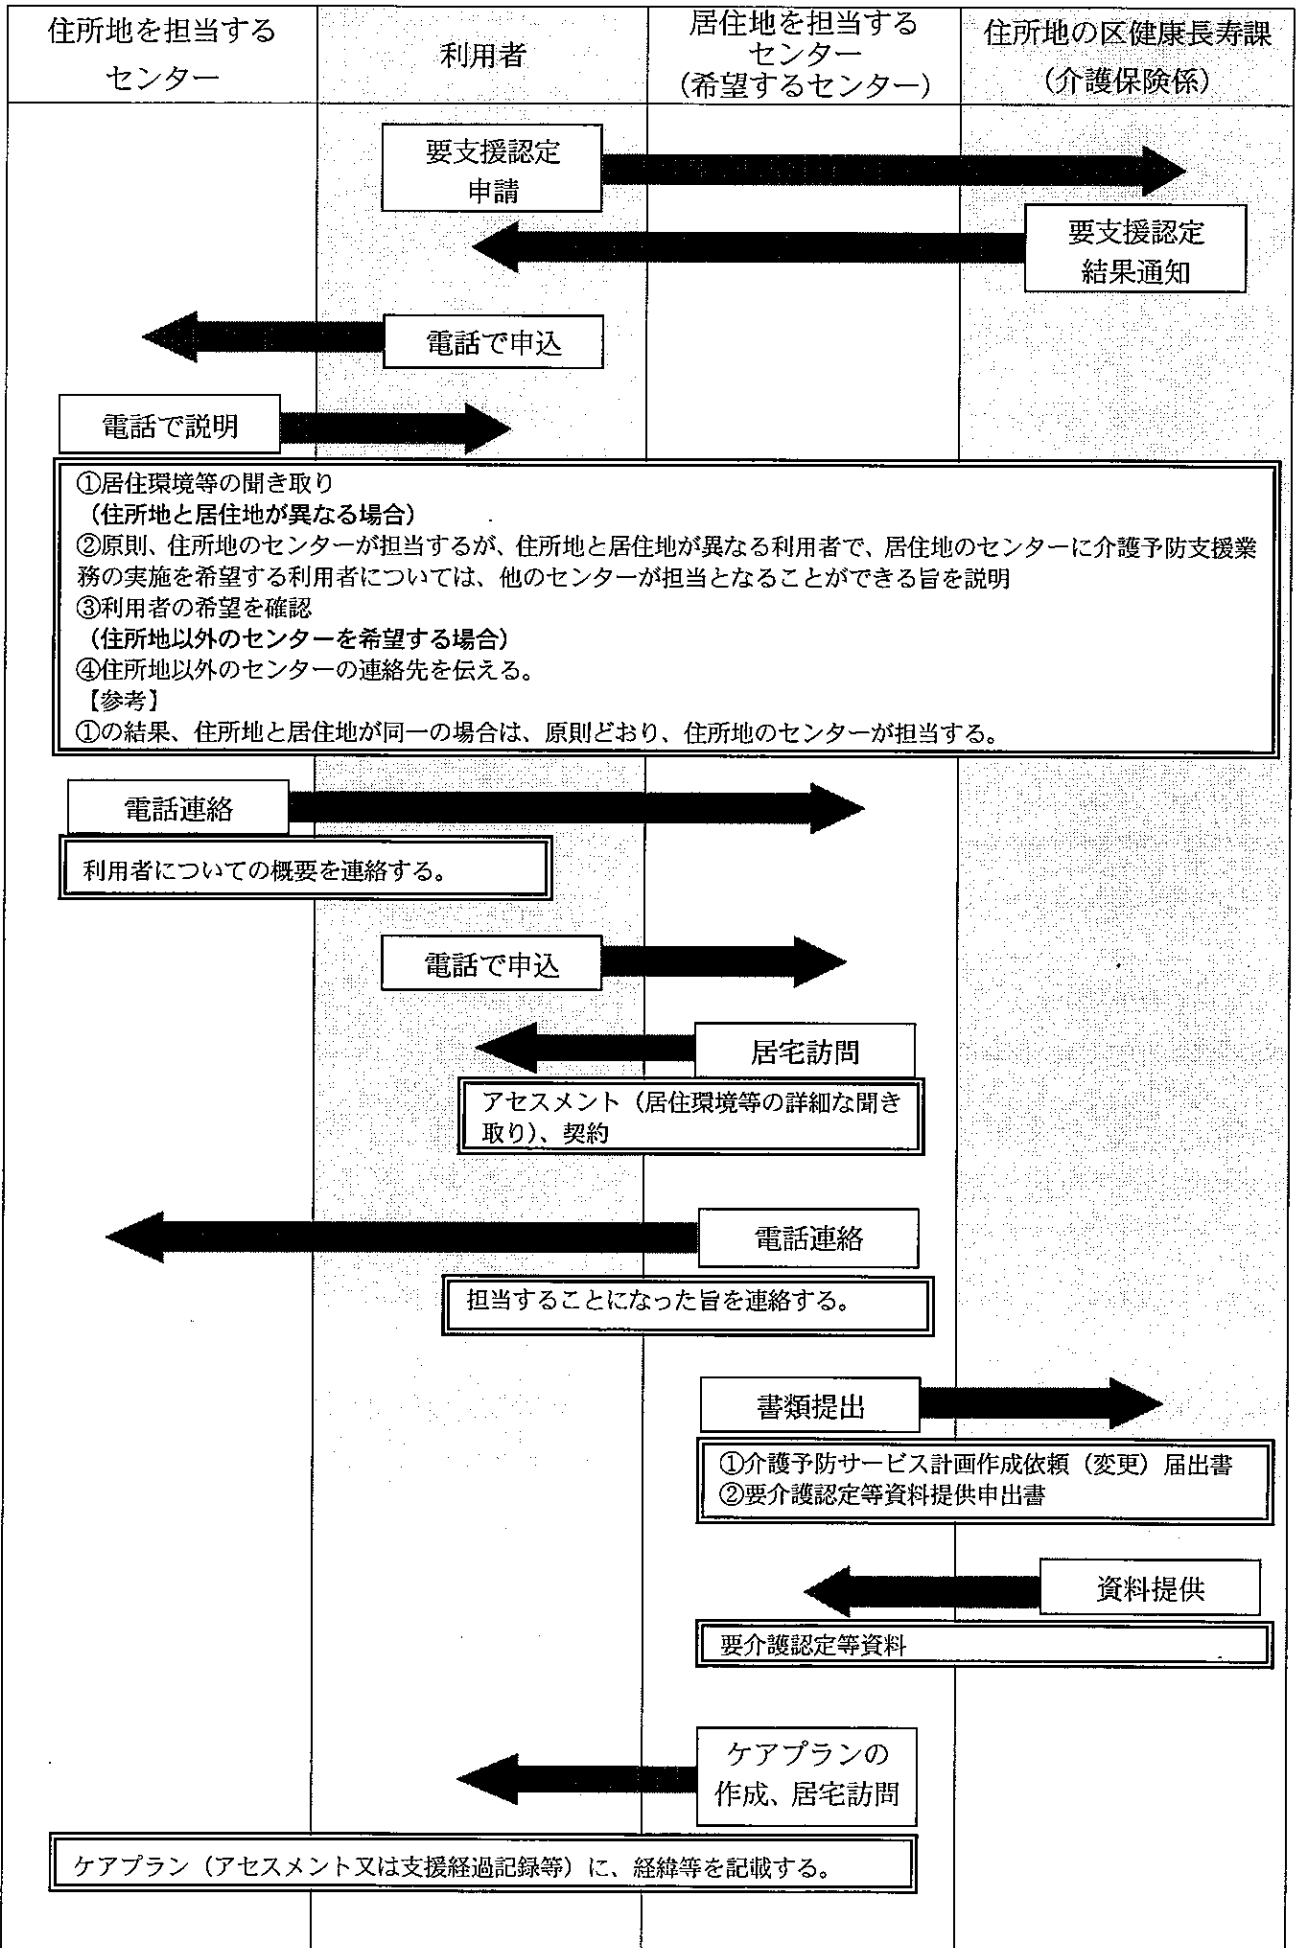 住所地を担当する
センター
利用者
居住地を担当する
センター
(希望するセンター)
住所地の区健康長寿課
(介護保険係)
要支援認定
申請
要支援認定
結果通知
電話で申込
電話で説明
①居住環境等の聞き取り
(住所地と居住地が異なる場合)
②原則、住所地のセンターが担当するが、住所地と居住地が異なる利用者で、居住地のセンターに介護予防支援業
務の実施を希望する利用者については、他のセンターが担当となることができる旨を説明
③利用者の希望を確認
(住所地以外のセンターを希望する場合)
④住所地以外のセンターの連絡先を伝える。
【参考】
①の結果、住所地と居住地が同一の場合は、原則どおり、住所地のセンターが担当する。
電話連絡
利用者についての概要を連絡する。
電話で申込
居宅訪問
アセスメント（居住環境等の詳細な聞き
取り）、契約
電話連絡
担当することになった旨を連絡する。
書類提出
①介護予防サービス計画作成依頼（変更）届出書
②要介護認定等資料提供申出書
資料提供
要介護認定等資料
ケアプランの
作成、居宅訪問
ケアプラン（アセスメント又は支援経過記録等）に、経緯等を記載する。